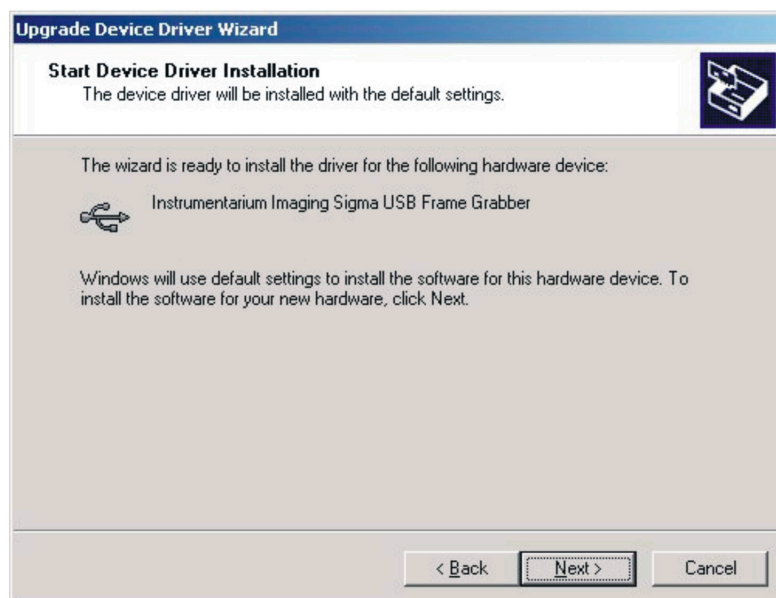 Upgrade Device Driver Wizard
Start Device Driver Installation
The device driver will be installed with the default settings.
The wizard is ready to install the driver for the following hardware device:
Instrumentarium Imaging Sigma USB Frame Grabber
Windows will use default settings to install the software for this hardware device. To
install the software for your new hardware, click Next.
< Back Next > Cancel